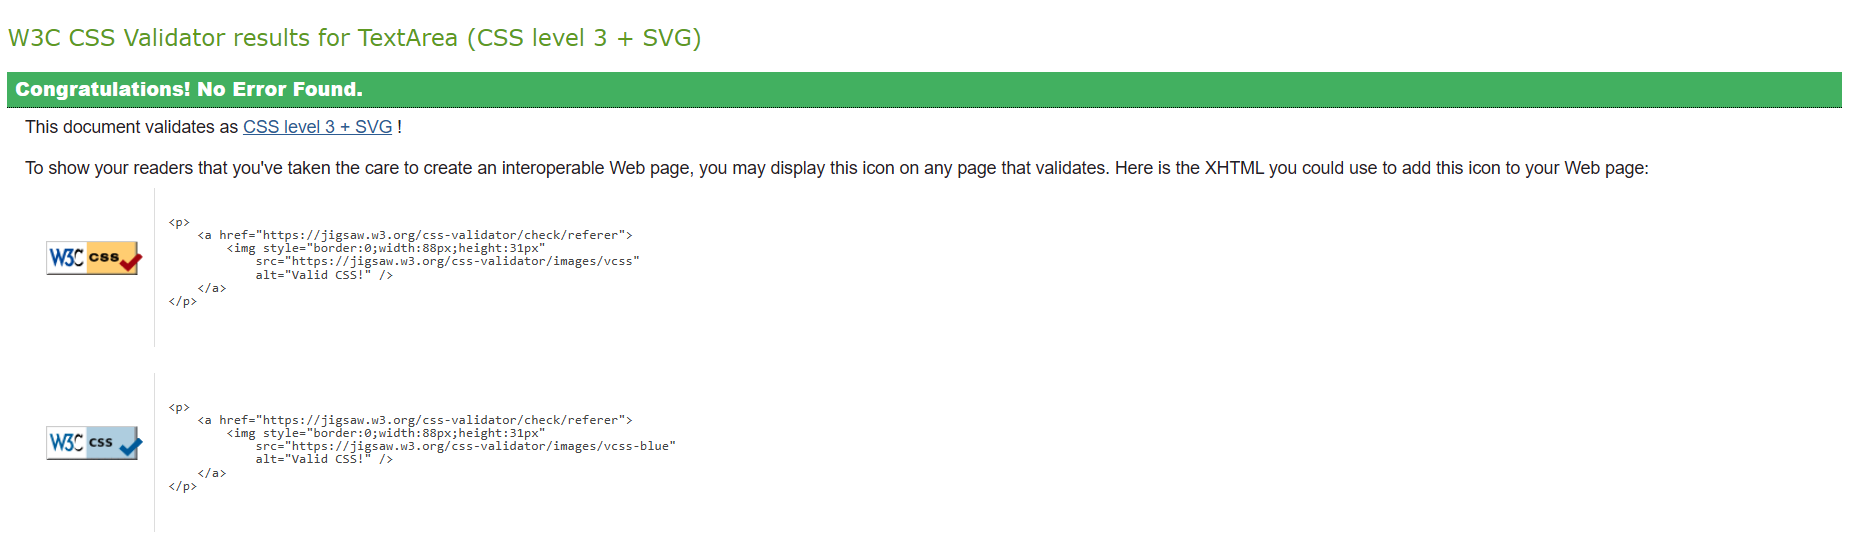 W3C CSS Validator results for TextArea (CSS level 3 + SVG)
Congratulations! No Error Found.
This document validates as CSS level 3 + SVG !
To show your readers that you've taken the care to create an interoperable Web page, you may display this icon on any page that validates. Here is the XHTML you could use to add this icon to your Web page:
W3C css
<p>
    <a href="https://jigsaw.w3.org/css-validator/check/referer">
        <img style="border:0;width:88px;height:31px"
            src="https://jigsaw.w3.org/css-validator/images/vcss"
            alt="Valid CSS!" />
    </a>
</p>
W3C css
<p>
    <a href="https://jigsaw.w3.org/css-validator/check/referer">
        <img style="border:0;width:88px;height:31px"
            src="https://jigsaw.w3.org/css-validator/images/vcss-blue"
            alt="Valid CSS!" />
    </a>
</p>